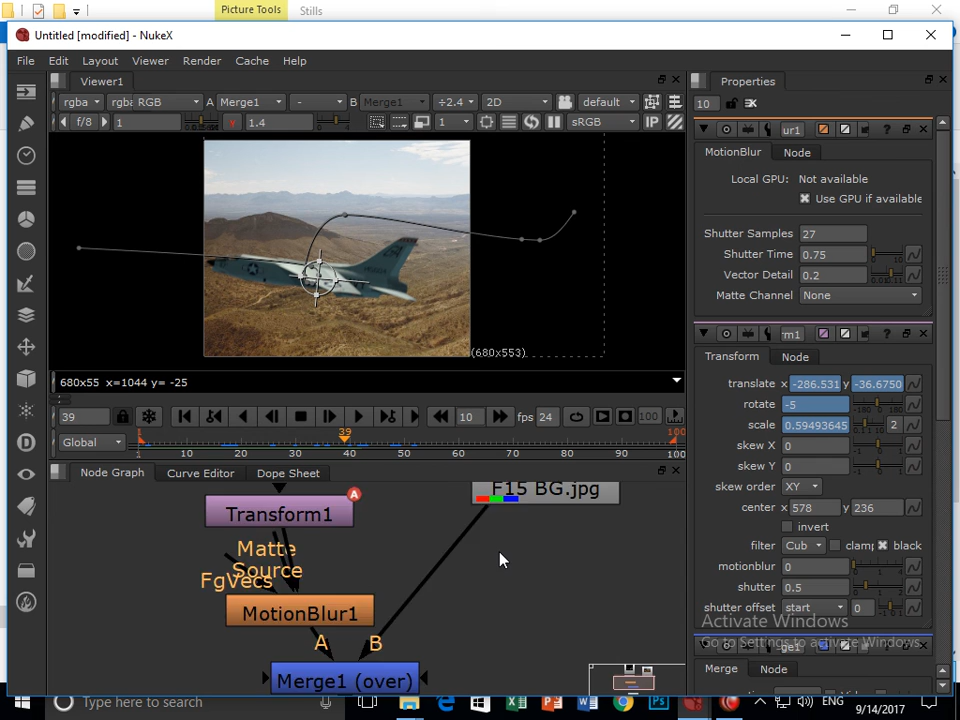 Picture Tools
Stills
Untitled [modified] - NukeX
File Edit Layout Viewer Render Cache Help
Viewer1
rgba rgba RGB A Merge1 - B Merge1 ÷2.4 2D default
f/8 1 y 1.4 1 sRGB IP
(680x553)
680x55 x=1044 y= -25
39 10 fps 24 100
Global 1 10 20 30 39 40 50 60 70 80 90 100 100
Node Graph Curve Editor Dope Sheet
F15 BG.jpg
Transform1 A
Matte
Source
FgVecs
MotionBlur1
A B
Merge1 (over)
Properties
10
ur1 ?
MotionBlur Node
Local GPU: Not available
Use GPU if available
Shutter Samples 27
Shutter Time 0.75
Vector Detail 0.2
Matte Channel None
rm1 ?
Transform Node
translate x -286.531 y -36.6750
rotate -5
scale 0.59493645 2
skew X 0
skew Y 0
skew order XY
center x 578 y 236
invert
filter Cub clamp black
motionblur 0
shutter 0.5
shutter offset start 0
Activate Windows
Go to Settings to activate Windows.
ge1 ?
Merge Node
Type here to search
ENG
9/14/2017